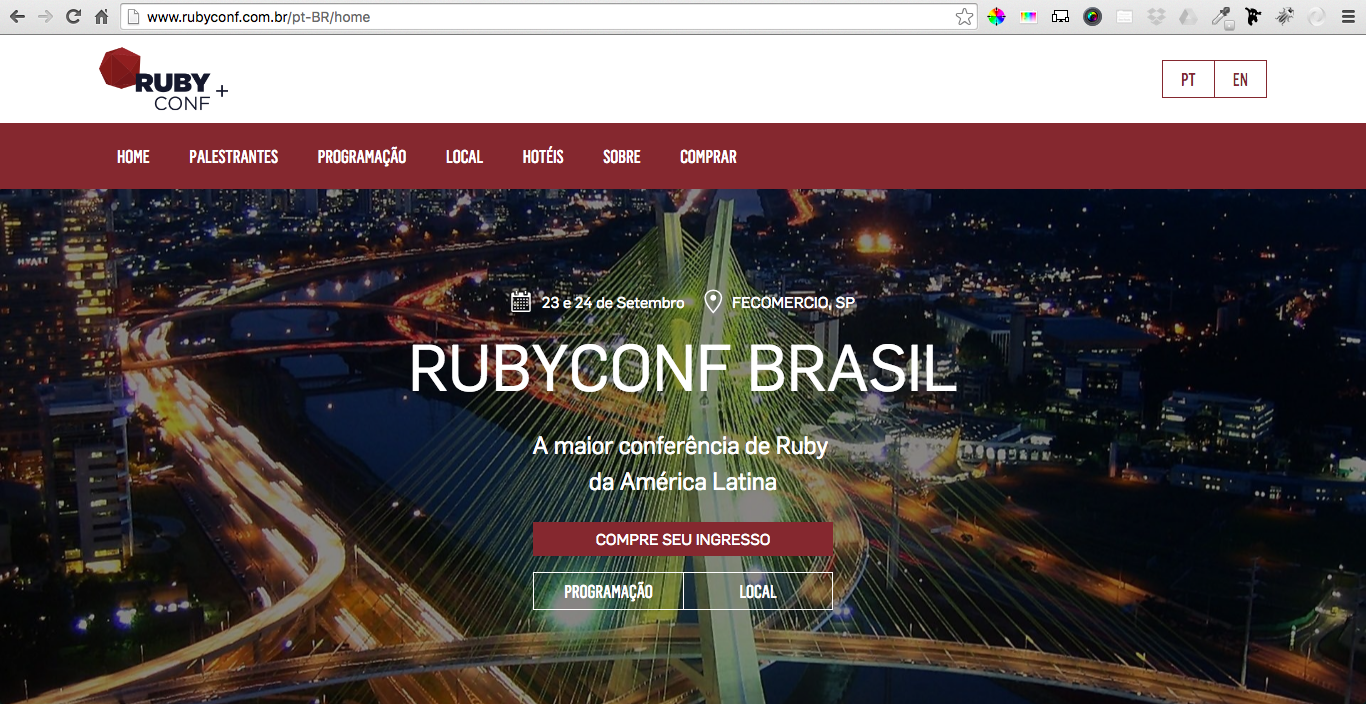 www.rubyconf.com.br/pt-BR/home
RUBY
CONF +
PT EN
HOME PALESTRANTES PROGRAMAÇÃO LOCAL HOTÉIS SOBRE COMPRAR
HYATT
23 e 24 de Setembro FECOMERCIO, SP
RUBYCONF BRASIL
A maior conferência de Ruby
da América Latina
COMPRE SEU INGRESSO
PROGRAMAÇÃO LOCAL